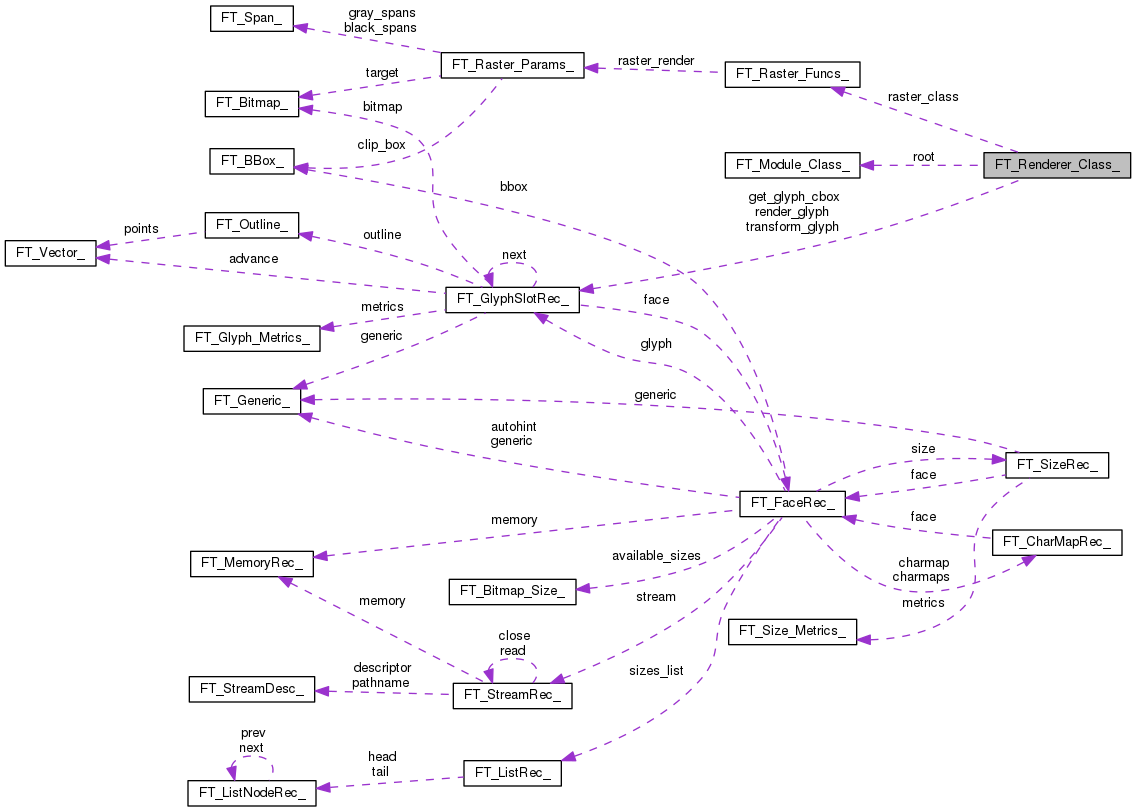 FT_Span_
gray_spans
black_spans
FT_Raster_Params_
raster_render
FT_Raster_Funcs_
target
FT_Bitmap_
bitmap
raster_class
clip_box
FT_BBox_
FT_Module_Class_
root
FT_Renderer_Class_
bbox
get_glyph_cbox
render_glyph
transform_glyph
FT_Outline_
points
outline
FT_Vector_
advance
next
FT_GlyphSlotRec_
face
metrics
FT_Glyph_Metrics_
generic
glyph
FT_Generic_
generic
autohint
generic
size
FT_SizeRec_
face
FT_FaceRec_
memory
face
FT_CharMapRec_
FT_MemoryRec_
available_sizes
charmap
charmaps
FT_Bitmap_Size_
memory
stream
metrics
close
read
FT_Size_Metrics_
descriptor
pathname
sizes_list
FT_StreamDesc_
FT_StreamRec_
prev
next
head
tail
FT_ListRec_
FT_ListNodeRec_